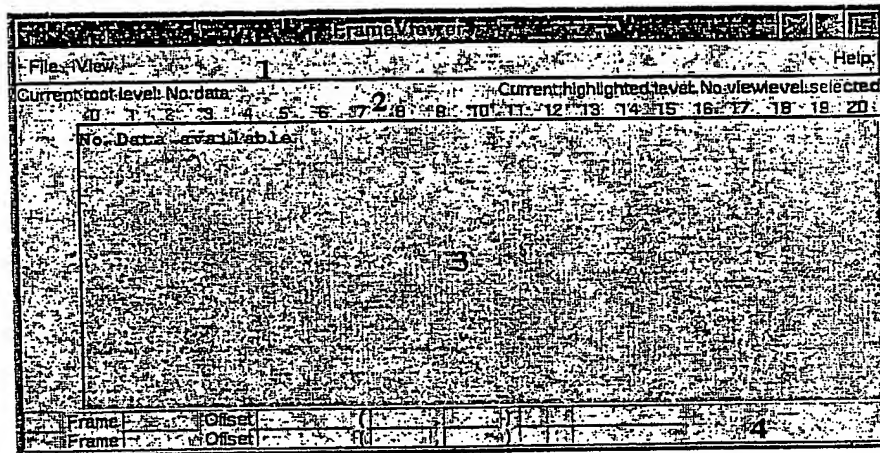 FrameViewer
File View 1 Help
Current root level: No data Current highlighted level: No viewlevel selected
2
0 1 2 3 4 5 6 7 8 9 10 11 12 13 14 15 16 17 18 19 20
No Data available
3
Frame Offset ( )
Frame Offset ( )
4